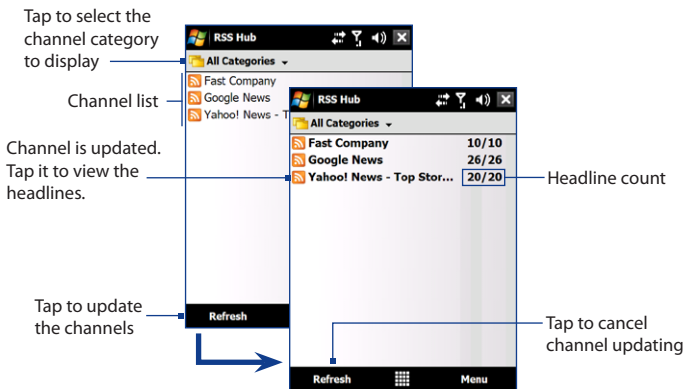 Tap to select the
channel category
to display
Channel list
Channel is updated.
Tap it to view the
headlines.
Tap to update
the channels
RSS Hub
All Categories
Fast Company
Google News
Yahoo! News - T
Refresh
RSS Hub
All Categories
Fast Company 10/10
Google News 26/26
Yahoo! News - Top Stor... 20/20
Refresh Menu
Headline count
Tap to cancel
channel updating